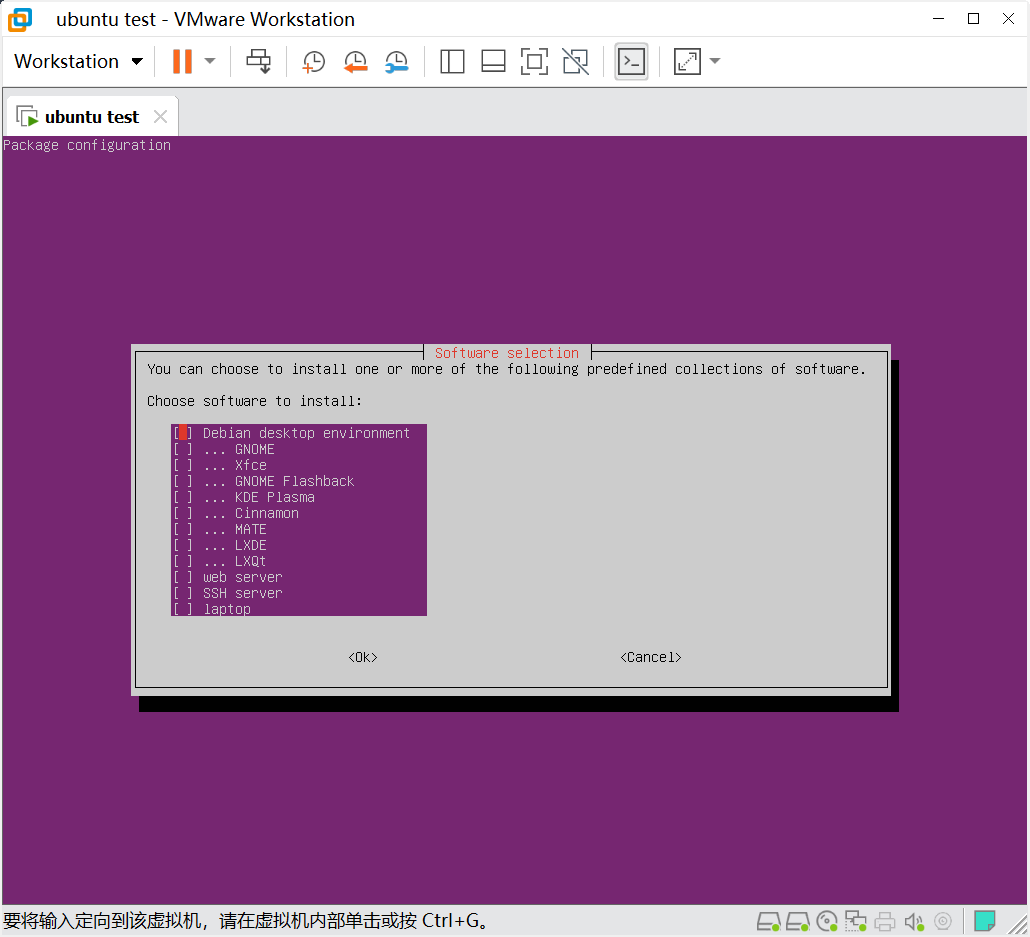 ubuntu test - VMware Workstation
Workstation
ubuntu test
Package configuration
Software selection
You can choose to install one or more of the following predefined collections of software.
Choose software to install:
[ ] Debian desktop environment
[ ] ... GNOME
[ ] ... Xfce
[ ] ... GNOME Flashback
[ ] ... KDE Plasma
[ ] ... Cinnamon
[ ] ... MATE
[ ] ... LXDE
[ ] ... LXQt
[ ] web server
[ ] SSH server
[ ] laptop
<Ok> <Cancel>
要将输入定向到该虚拟机，请在虚拟机内部单击或按 Ctrl+G。